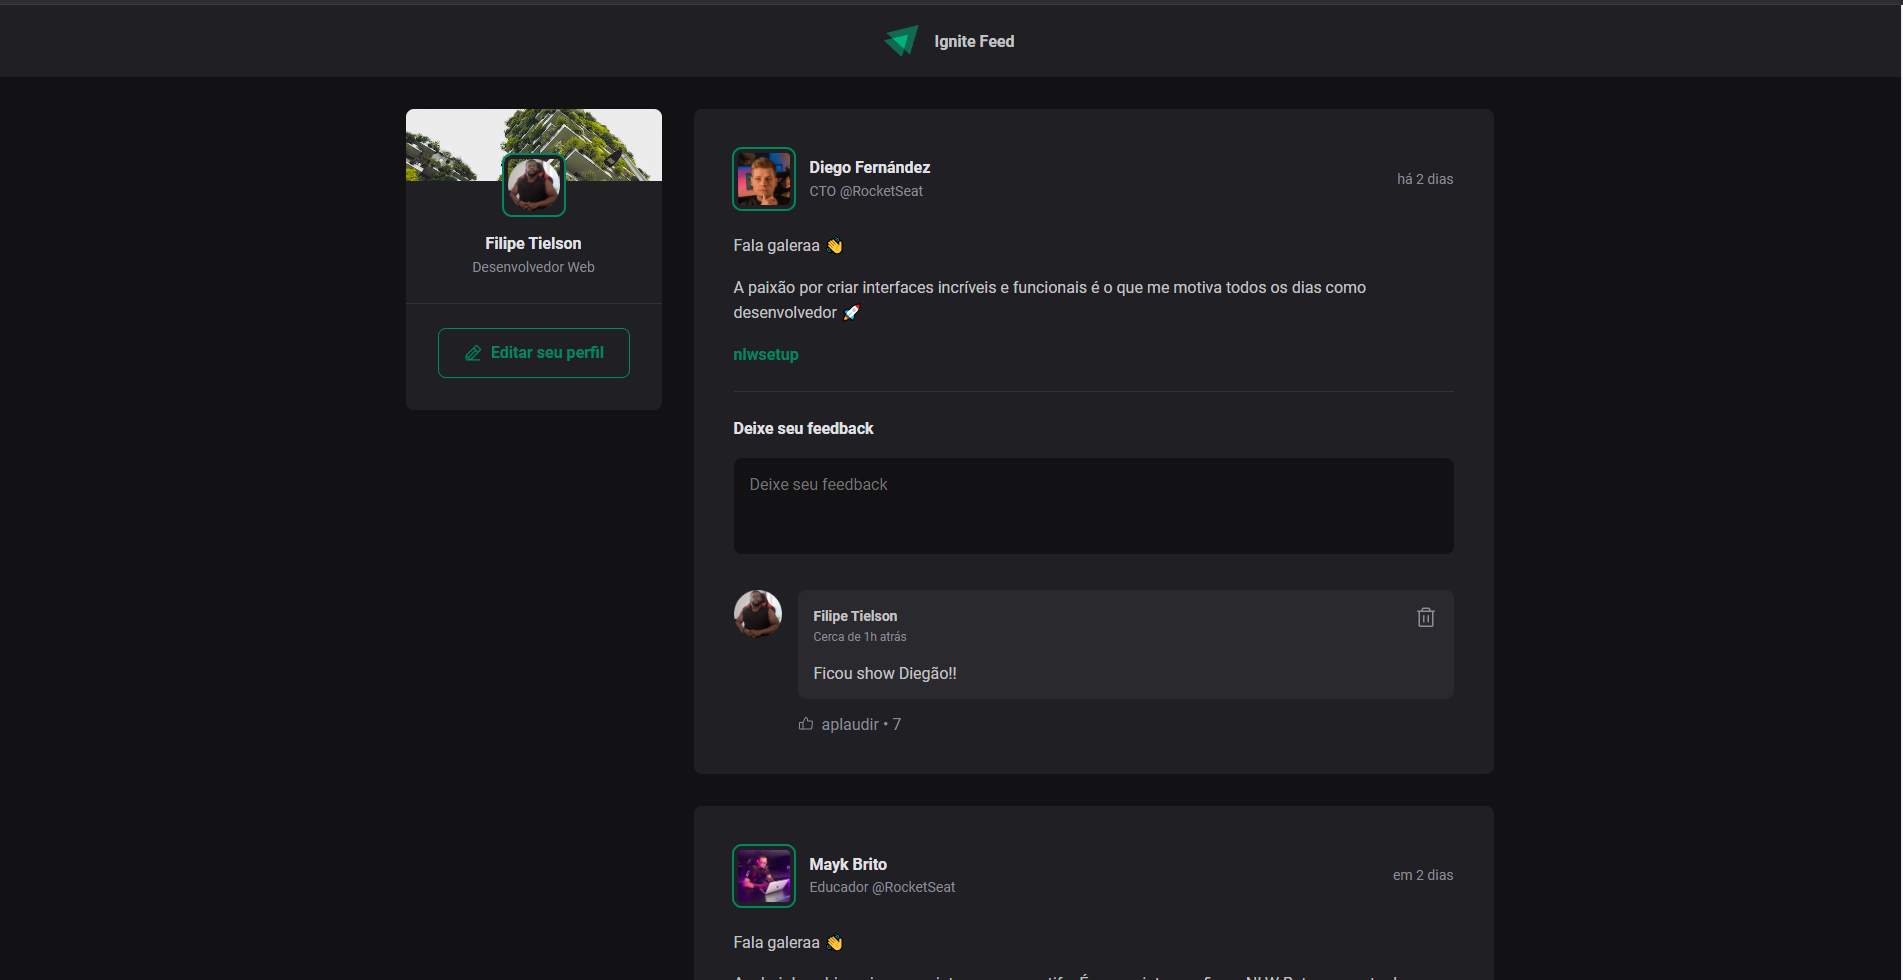 Ignite Feed
Filipe Tielson
Desenvolvedor Web
Editar seu perfil
Diego Fernández
CTO @RocketSeat
há 2 dias
Fala galeraa 👋
A paixão por criar interfaces incríveis e funcionais é o que me motiva todos os dias como
desenvolvedor 🚀
nlwsetup
Deixe seu feedback
Deixe seu feedback
Filipe Tielson
Cerca de 1h atrás
Ficou show Diegão!!
aplaudir • 7
Mayk Brito
Educador @RocketSeat
em 2 dias
Fala galeraa 👋